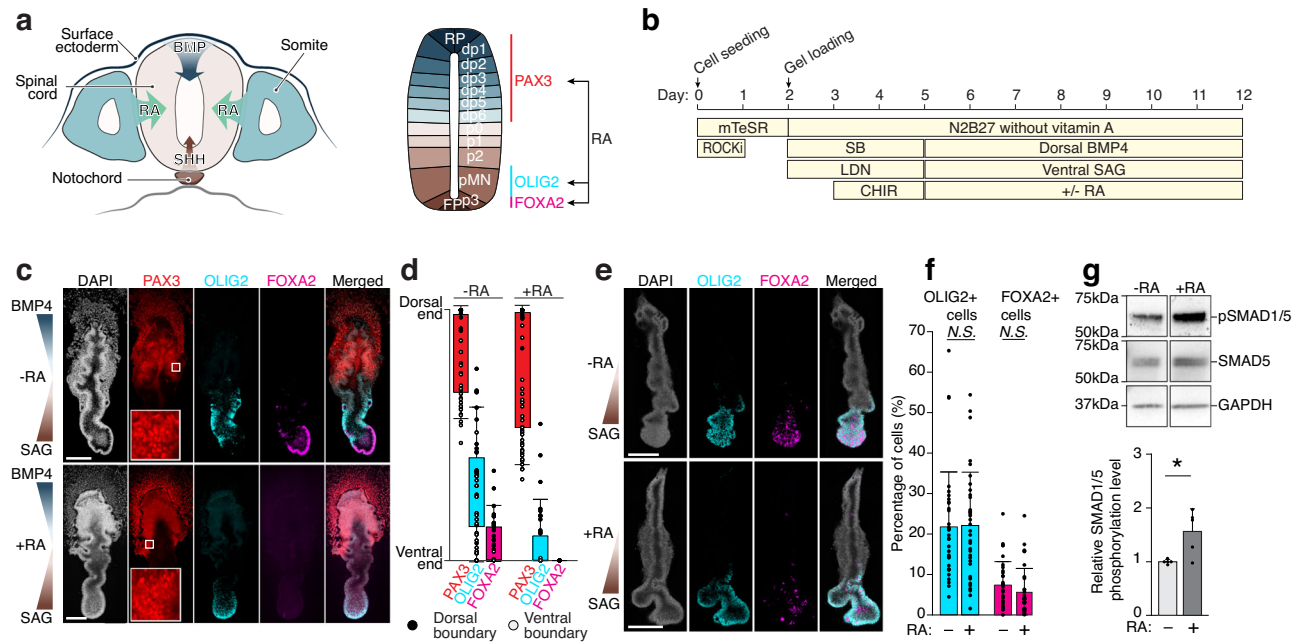 a
Surface
ectoderm
BMP
Somite
Spinal
cord
RA
RA
SHH
Notochord
RP
dp1
dp2
dp3
dp4
dp5
dp6
p0
p1
p2
pMN
p3
FP
PAX3
RA
OLIG2
FOXA2
b
Cell seeding
Gel loading
Day: 0 1 2 3 4 5 6 7 8 9 10 11 12
mTeSR
N2B27 without vitamin A
ROCKi
SB
Dorsal BMP4
LDN
Ventral SAG
CHIR
+/- RA
c
DAPI PAX3 OLIG2 FOXA2 Merged
BMP4
-RA
SAG
BMP4
+RA
SAG
d
-RA +RA
Dorsal
end
Ventral
end
PAX3
OLIG2
FOXA2
PAX3
OLIG2
FOXA2
Dorsal
boundary
Ventral
boundary
e
DAPI OLIG2 FOXA2 Merged
-RA
SAG
+RA
SAG
f
OLIG2+
cells
N.S.
FOXA2+
cells
N.S.
Percentage of cells (%)
70
60
50
40
30
20
10
0
RA: − + − +
g
-RA +RA
75kDa
50kDa
pSMAD1/5
75kDa
50kDa
SMAD5
37kDa
GAPDH
Relative SMAD1/5
phosphorylation level
3
2
1
0
*
RA: − +